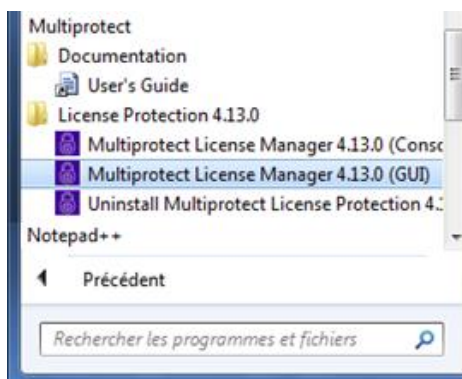 Multiprotect
Documentation
User's Guide
License Protection 4.13.0
Multiprotect License Manager 4.13.0 (Consc
Multiprotect License Manager 4.13.0 (GUI)
Uninstall Multiprotect License Protection 4.
Notepad++
Précédent
Rechercher les programmes et fichiers